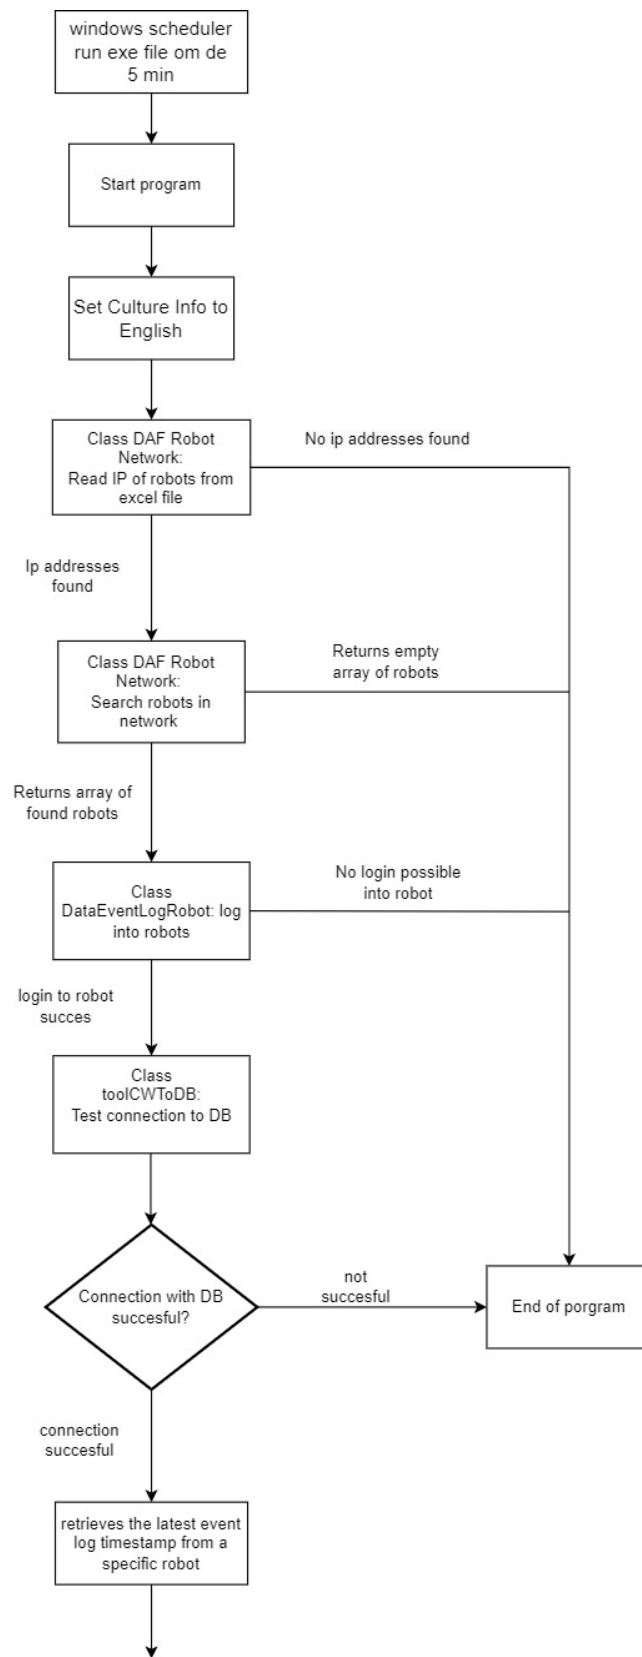 windows scheduler
run exe file om de
5 min
Start program
Set Culture Info to
English
Class DAF Robot
Network:
Read IP of robots from
excel file
No ip addresses found
Ip addresses
found
Class DAF Robot
Network:
Search robots in
network
Returns empty
array of robots
Returns array of
found robots
Class
DataEventLogRobot: log
into robots
No login possible
into robot
login to robot
succes
Class
toolCWToDB:
Test connection to DB
Connection with DB
succesful?
not
succesful
End of porgram
connection
succesful
retrieves the latest event
log timestamp from a
specific robot